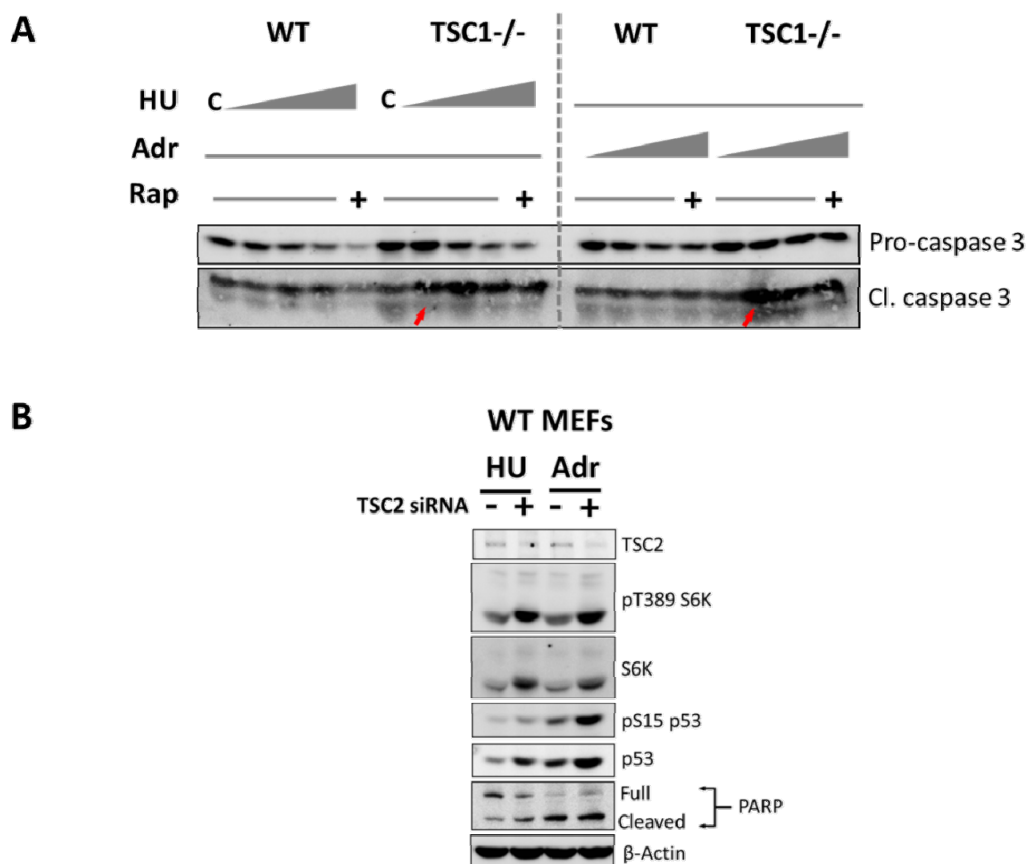 A
WT TSC1-/- WT TSC1-/-
HU C C
Adr
Rap + + + +
Pro-caspase 3
Cl. caspase 3
B
WT MEFs
HU Adr
TSC2 siRNA - + - +
TSC2
pT389 S6K
S6K
pS15 p53
p53
Full
PARP
Cleaved
β-Actin